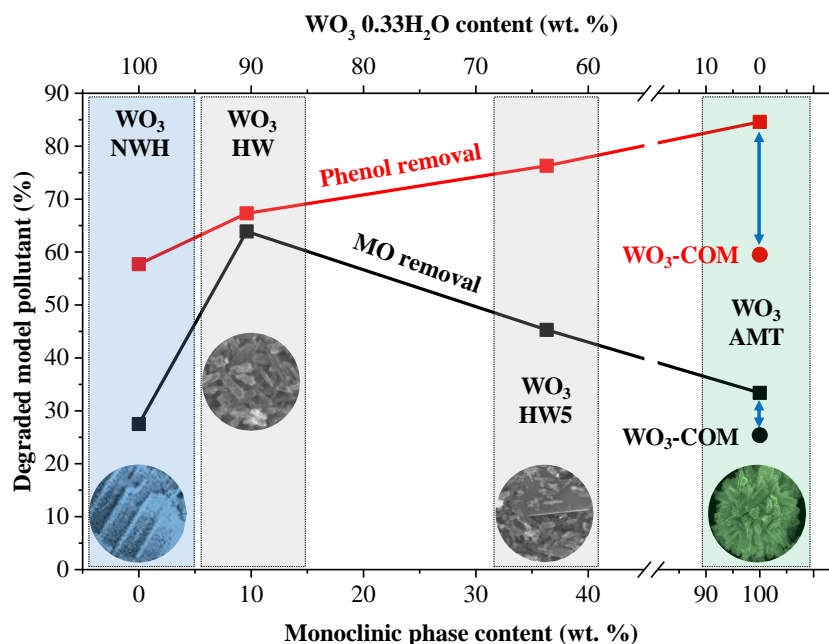 WO₃ 0.33H₂O content (wt. %)
100 90 80 70 60 10 0
Degraded model pollutant (%)
90
80
70
60
50
40
30
20
10
0
WO₃
NWH
WO₃
HW
Phenol removal
MO removal
WO₃-COM
WO₃
AMT
WO₃
HW5
WO₃-COM
0 10 20 30 40 90 100
Monoclinic phase content (wt. %)